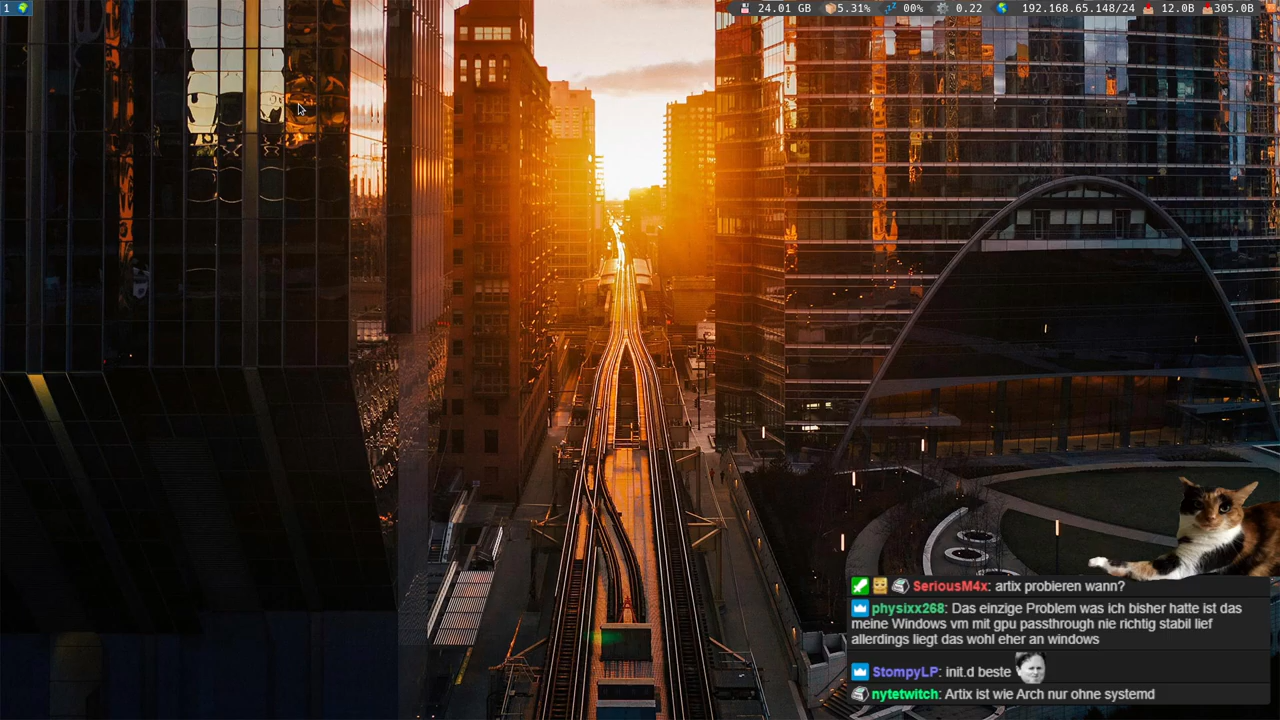 1
24.01 GB 5.31% 00% 0.22 192.168.65.148/24 12.0B 305.0B
SeriousM4x: artix probieren wann?
physixx268: Das einzige Problem was ich bisher hatte ist das
meine Windows vm mit gpu passthrough nie richtig stabil lief
allerdings liegt das wohl eher an windows
StompyLP: init.d beste
nytetwitch: Artix ist wie Arch nur ohne systemd